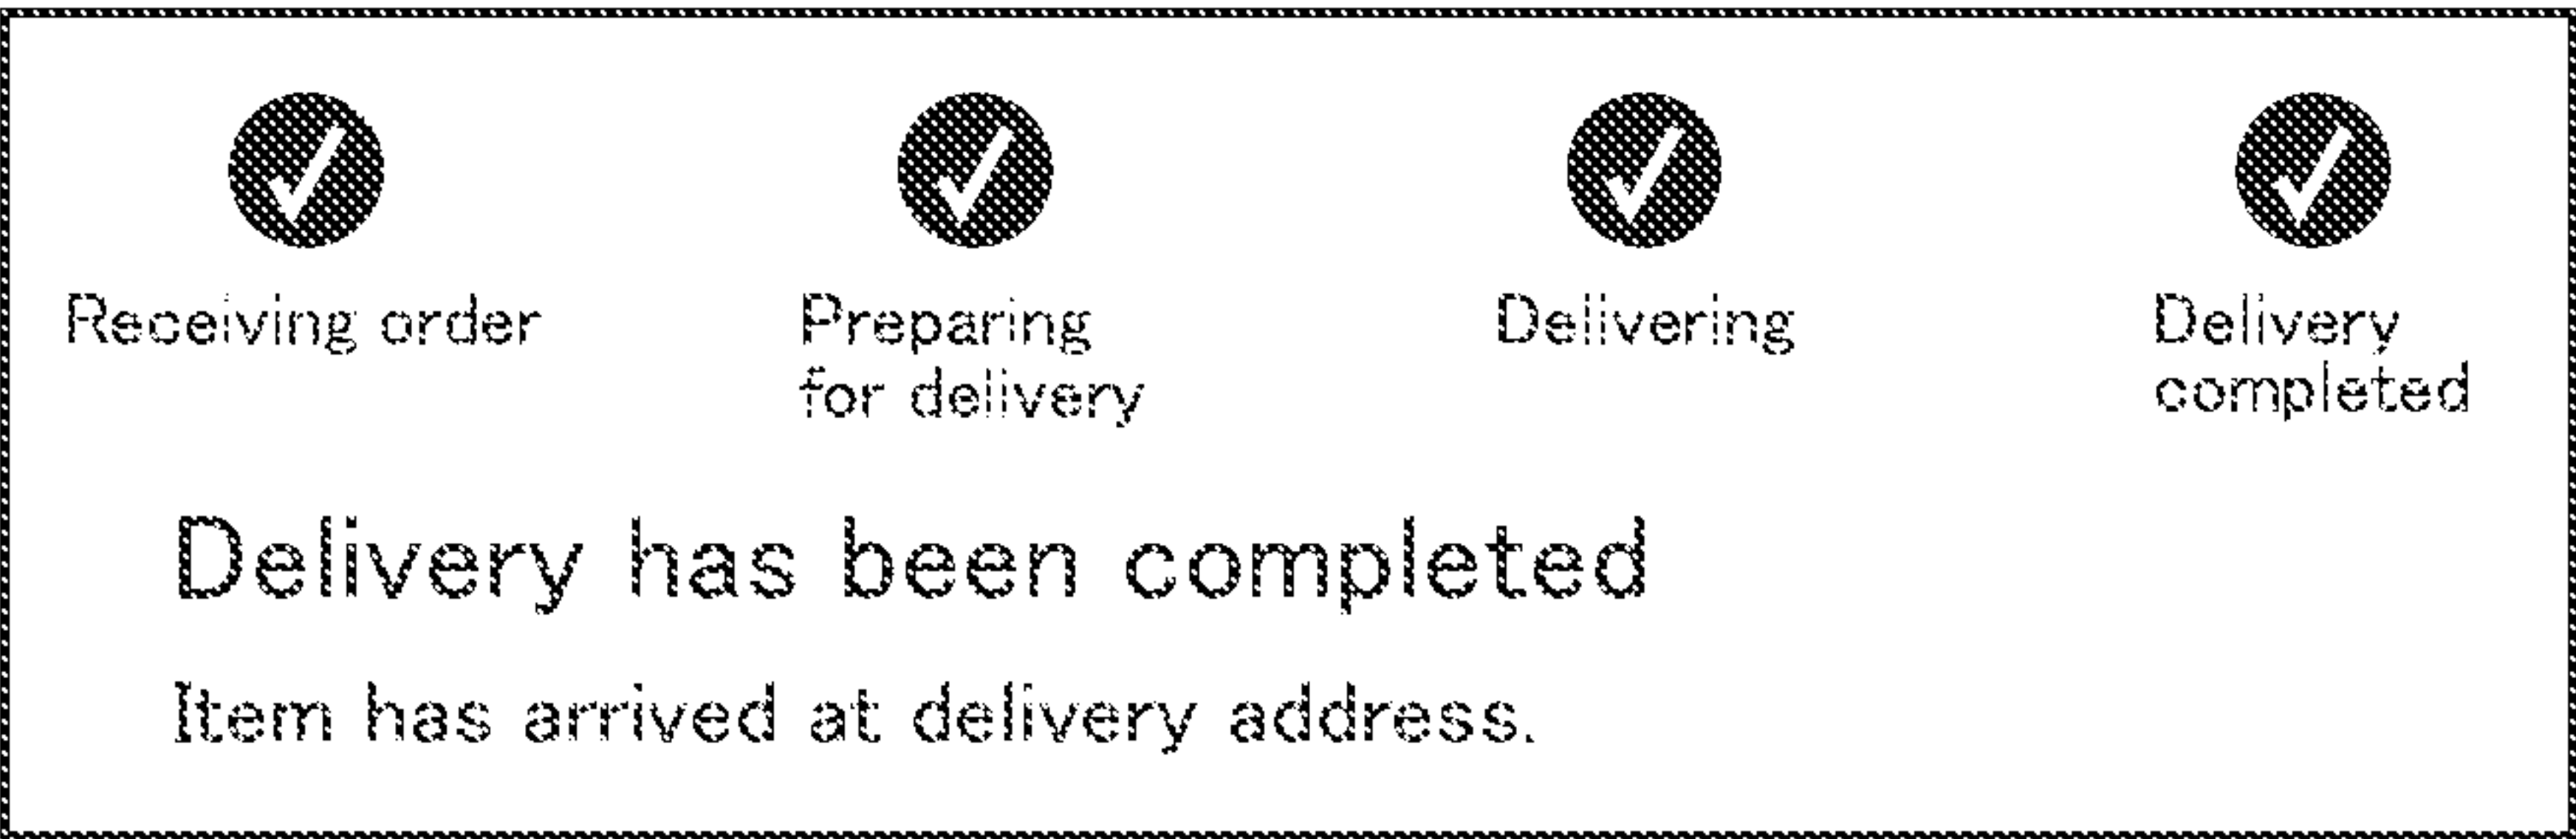 Receiving order
Preparing
for delivery
Delivering
Delivery
completed
Delivery has been completed
Item has arrived at delivery address.